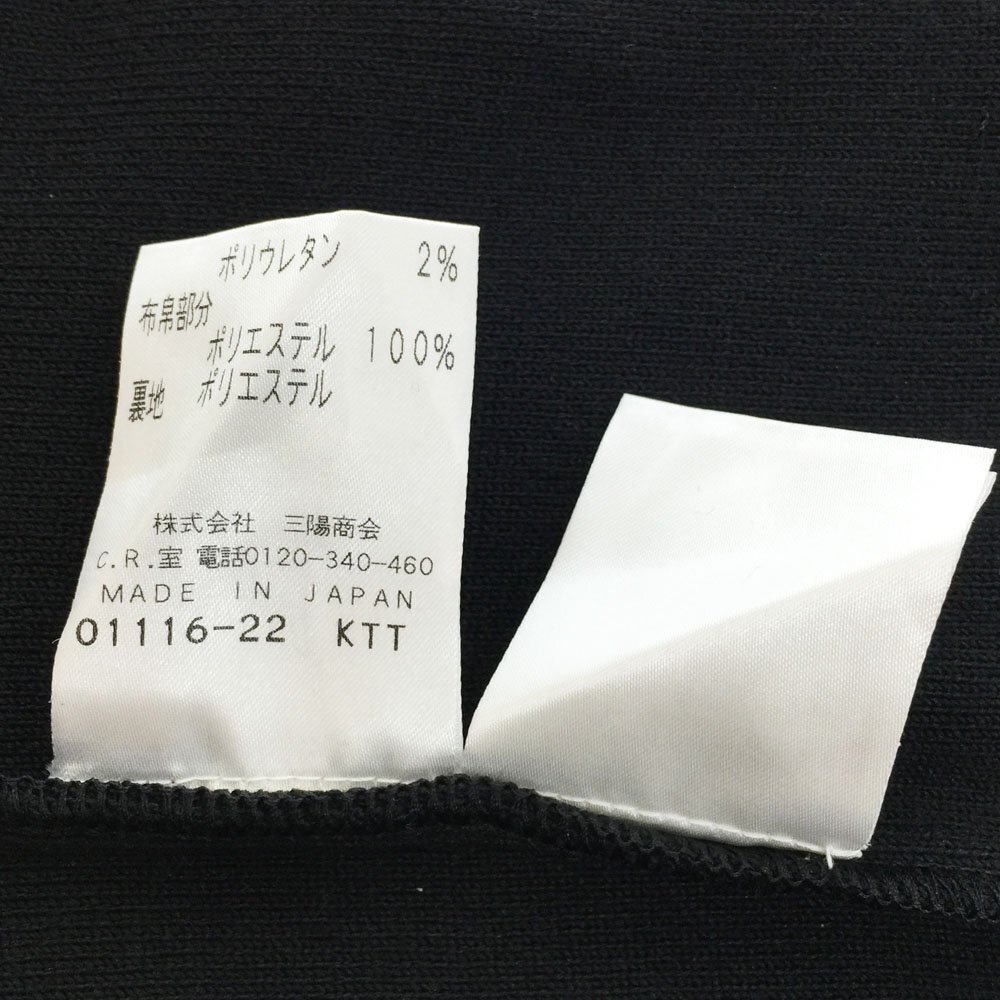 ポリウレタン 2%
布帛部分
ポリエステル 100%
裏地 ポリエステル
株式会社 三陽商会
C.R.室 電話0120-340-460
MADE IN JAPAN
01116-22 KTT